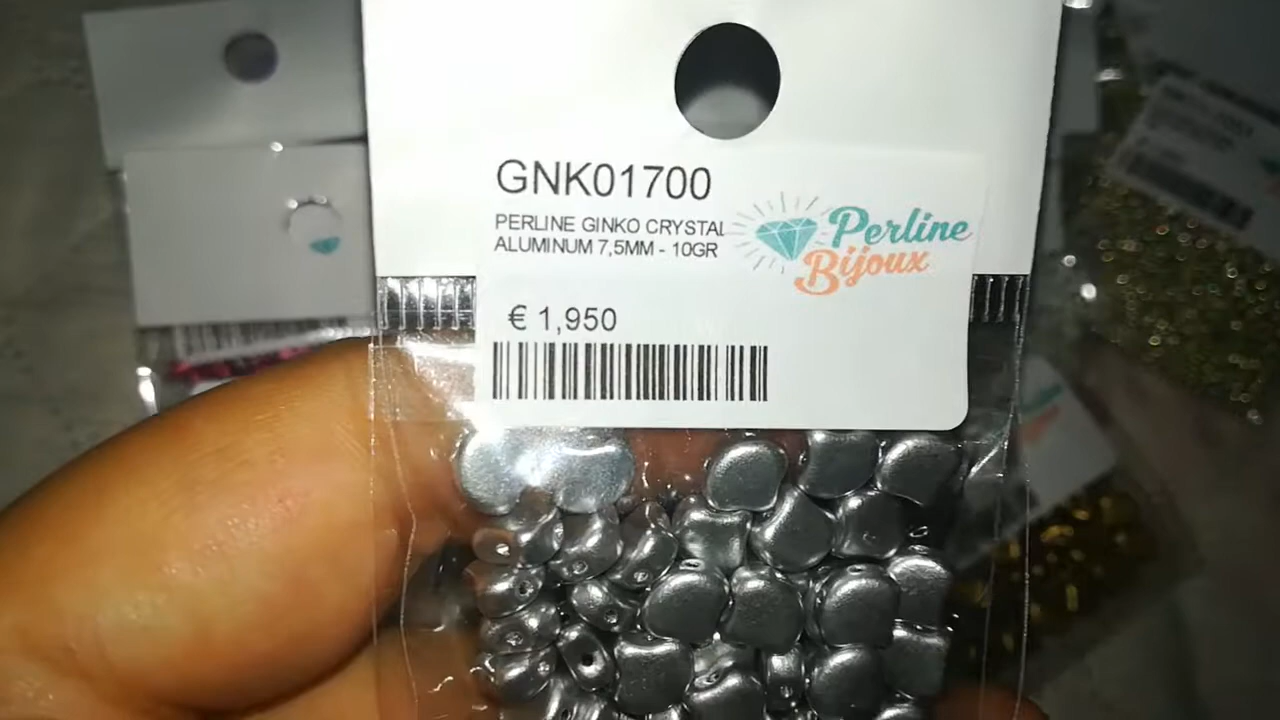 GNK01700
PERLINE GINKO CRYSTAL
ALUMINUM 7,5MM - 10GR
Perline
Bijoux
€ 1,950